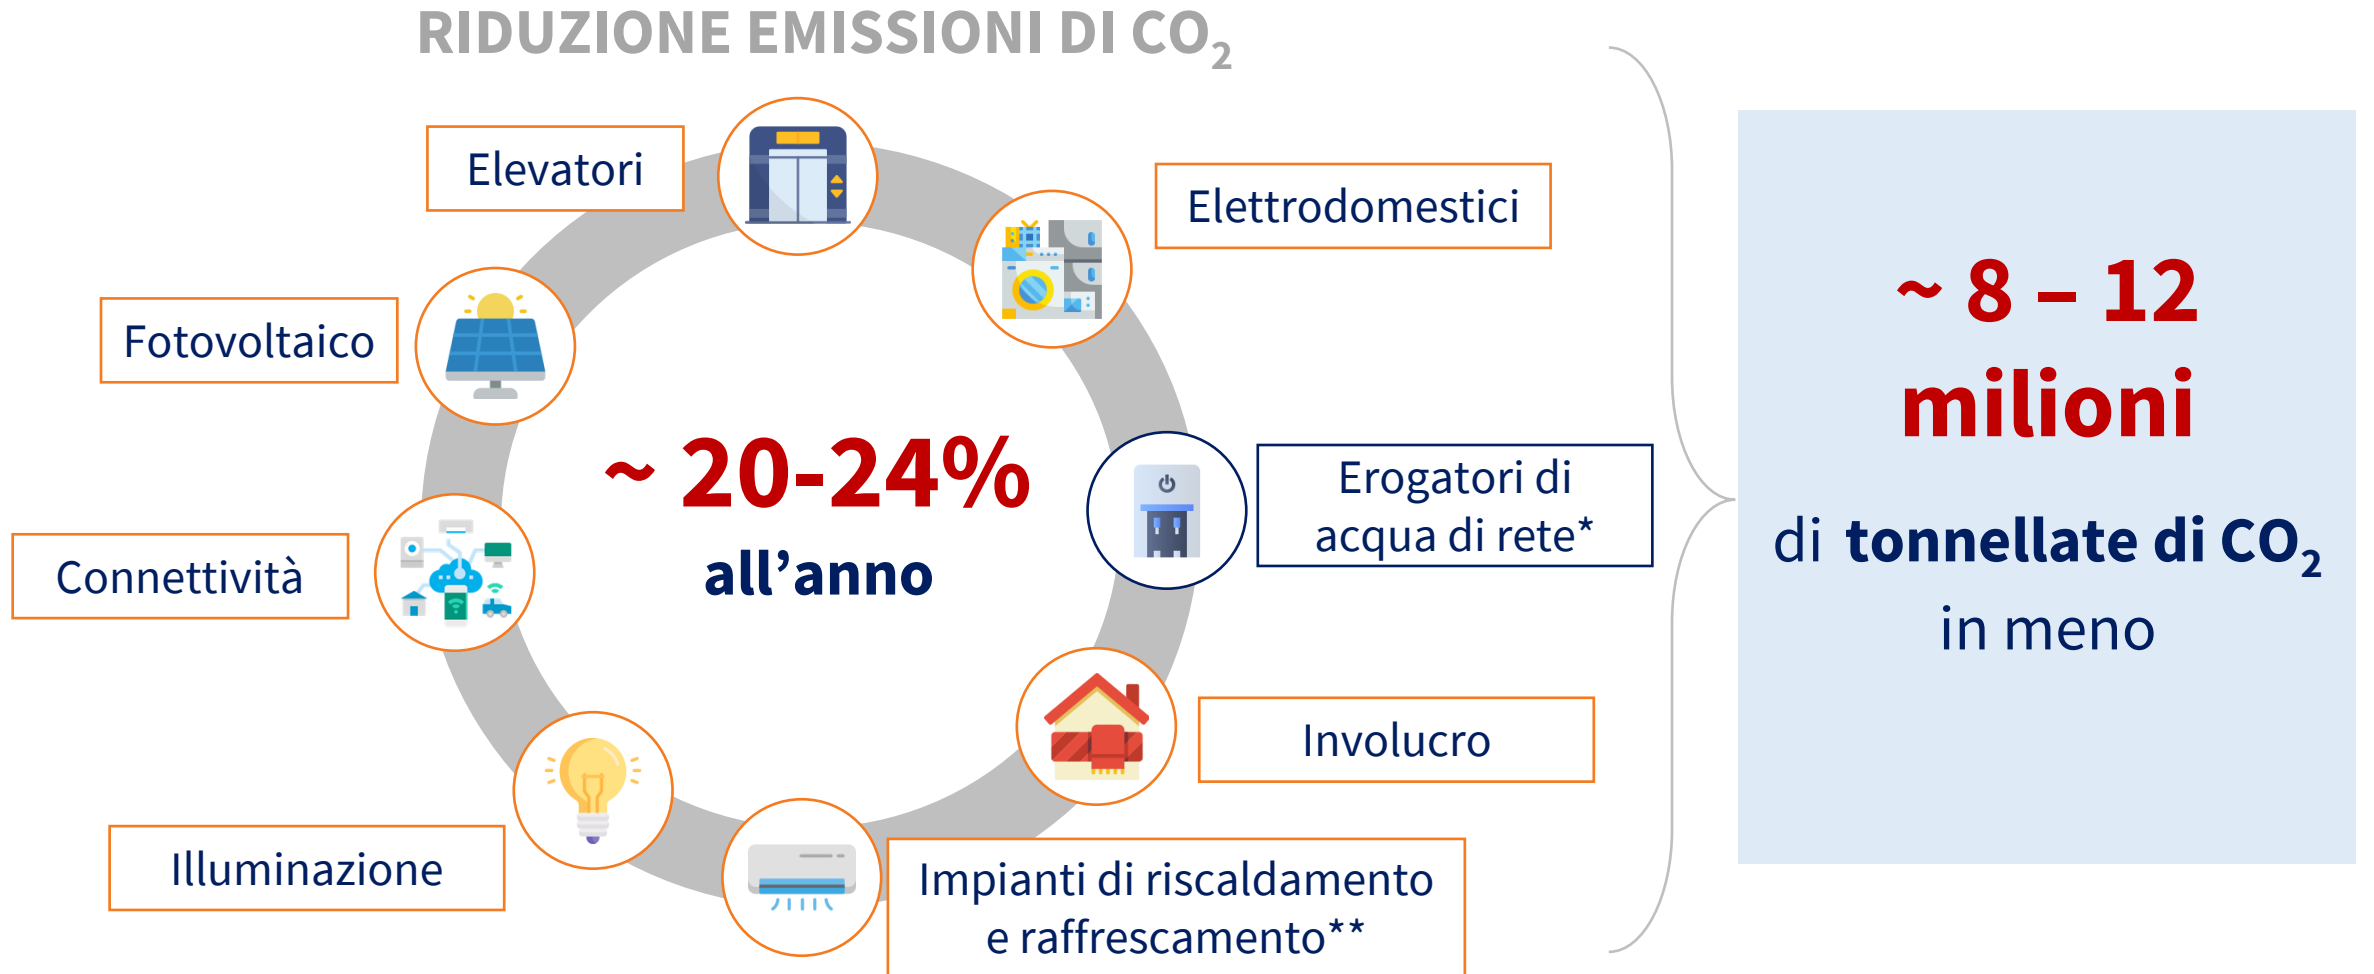 RIDUZIONE EMISSIONI DI CO₂
Elevatori
Elettrodomestici
Fotovoltaico
~ 20-24%
all’anno
Erogatori di
acqua di rete*
Connettività
Involucro
Illuminazione
Impianti di riscaldamento
e raffrescamento**
~ 8 – 12
milioni
di tonnellate di CO₂
in meno